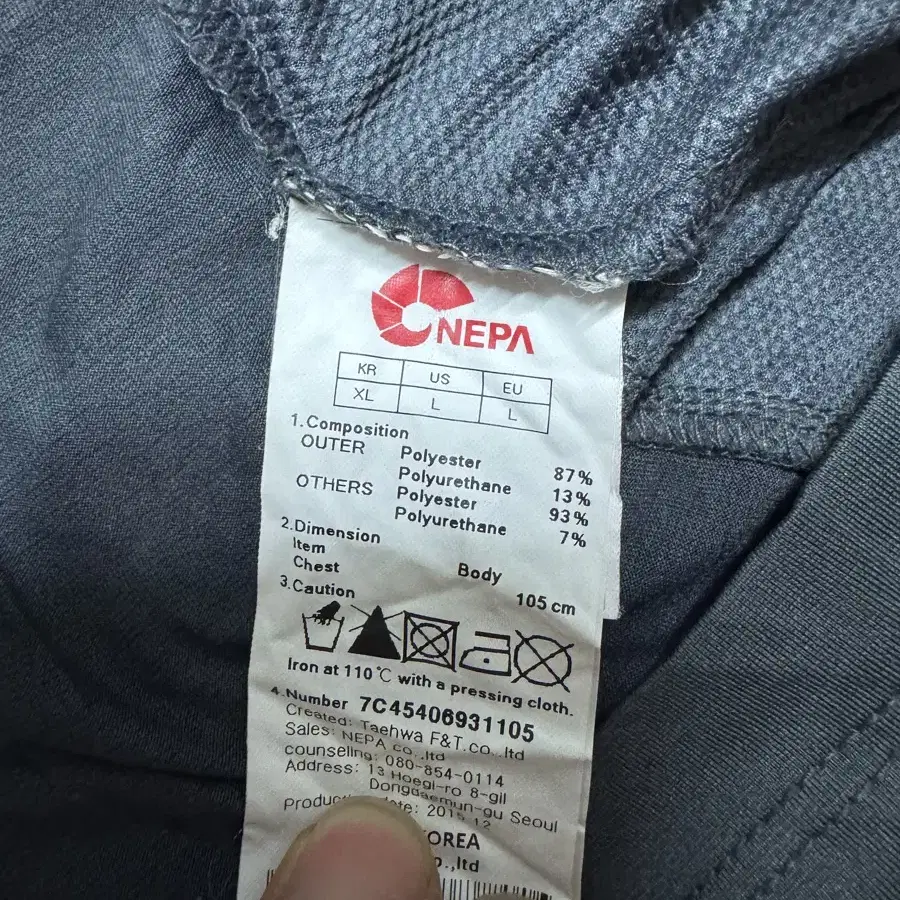 NEPA
KR US EU
XL L L
1.Composition
OUTER Polyester 87%
Polyurethane 13%
OTHERS Polyester 93%
Polyurethane 7%
2.Dimension
Item Body
Chest 105 cm
3.Caution
Iron at 110℃ with a pressing cloth.
4.Number 7C45406931105
Created: Taehwa F&T.co.,ltd
Sales: NEPA co.,ltd
counseling: 080-854-0114
Address: 13 Hoegi-ro 8-gil
Dongdaemun-gu Seoul
2015.12
KOREA
.,ltd